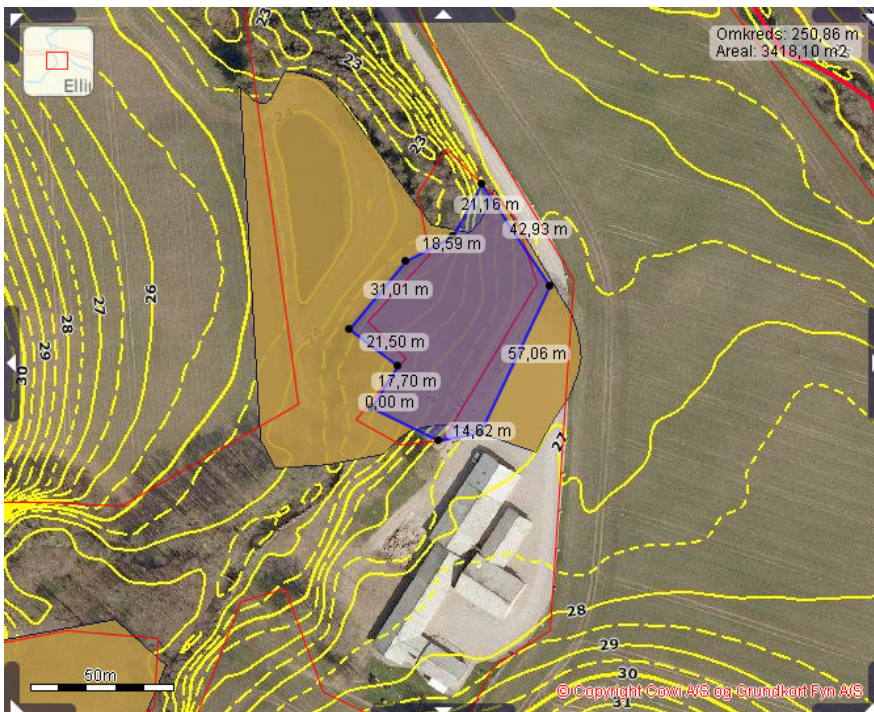 23
23
Omkreds: 250,86 m
Areal: 3418,10 m2
Elli
24
23
23
21,16 m
42,93 m
18,59 m
26
27
28
29
30
31,01 m
24
21,50 m
57,06 m
17,70 m
0,00 m
14,62 m
27
28
29
30
31
50m
© Copyright Cowi A/S og Grundkort Fyn A/S